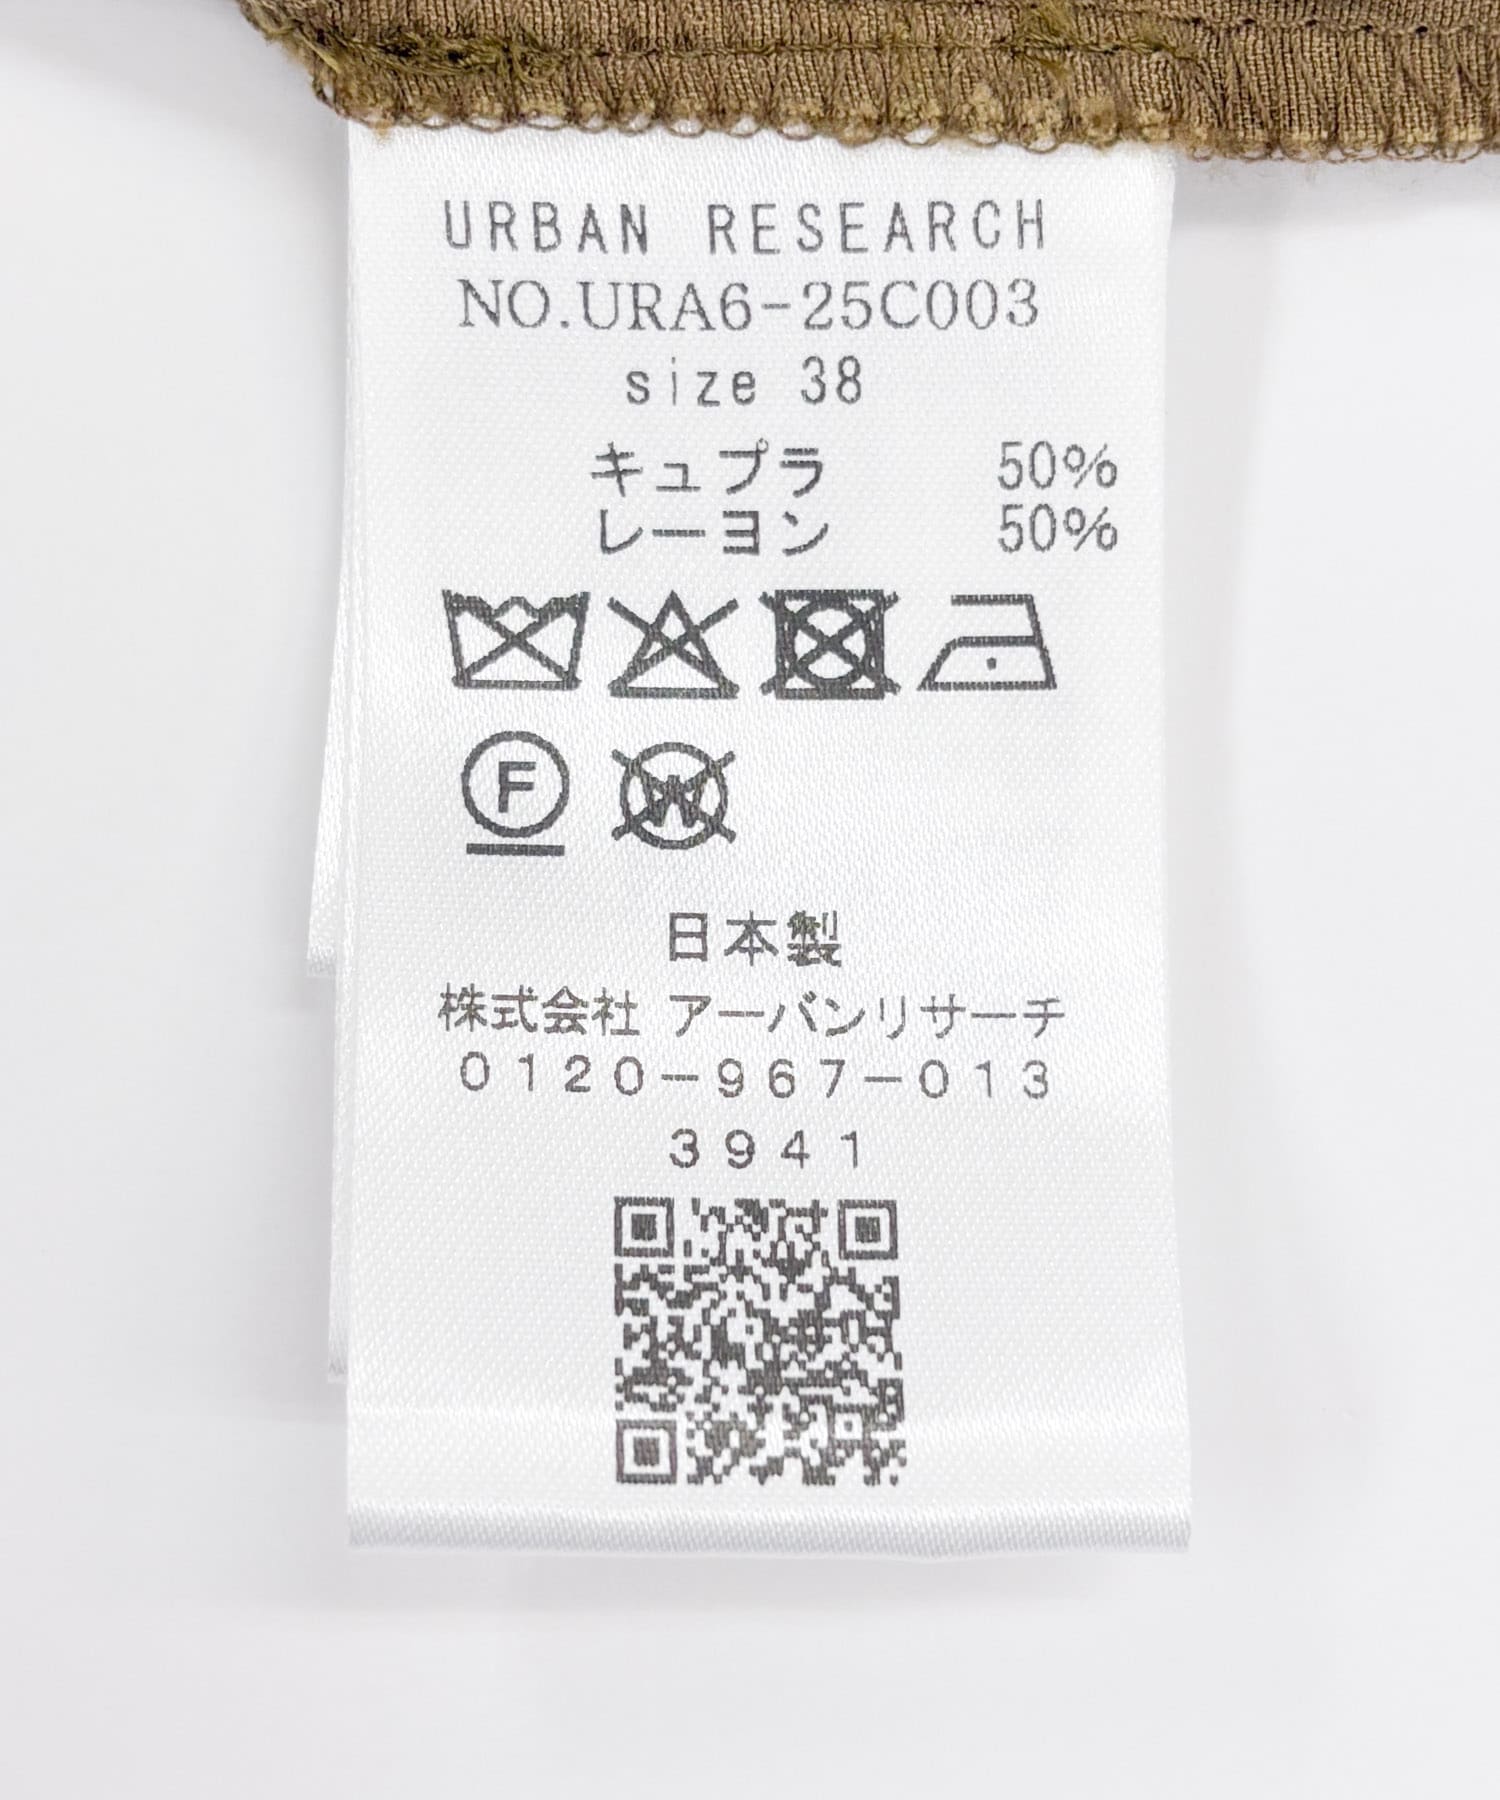 URBAN RESEARCH
NO.URA6-25C003
size 38
キュプラ 50%
レーヨン 50%
F W
日本製
株式会社 アーバンリサーチ
0120-967-013
3941